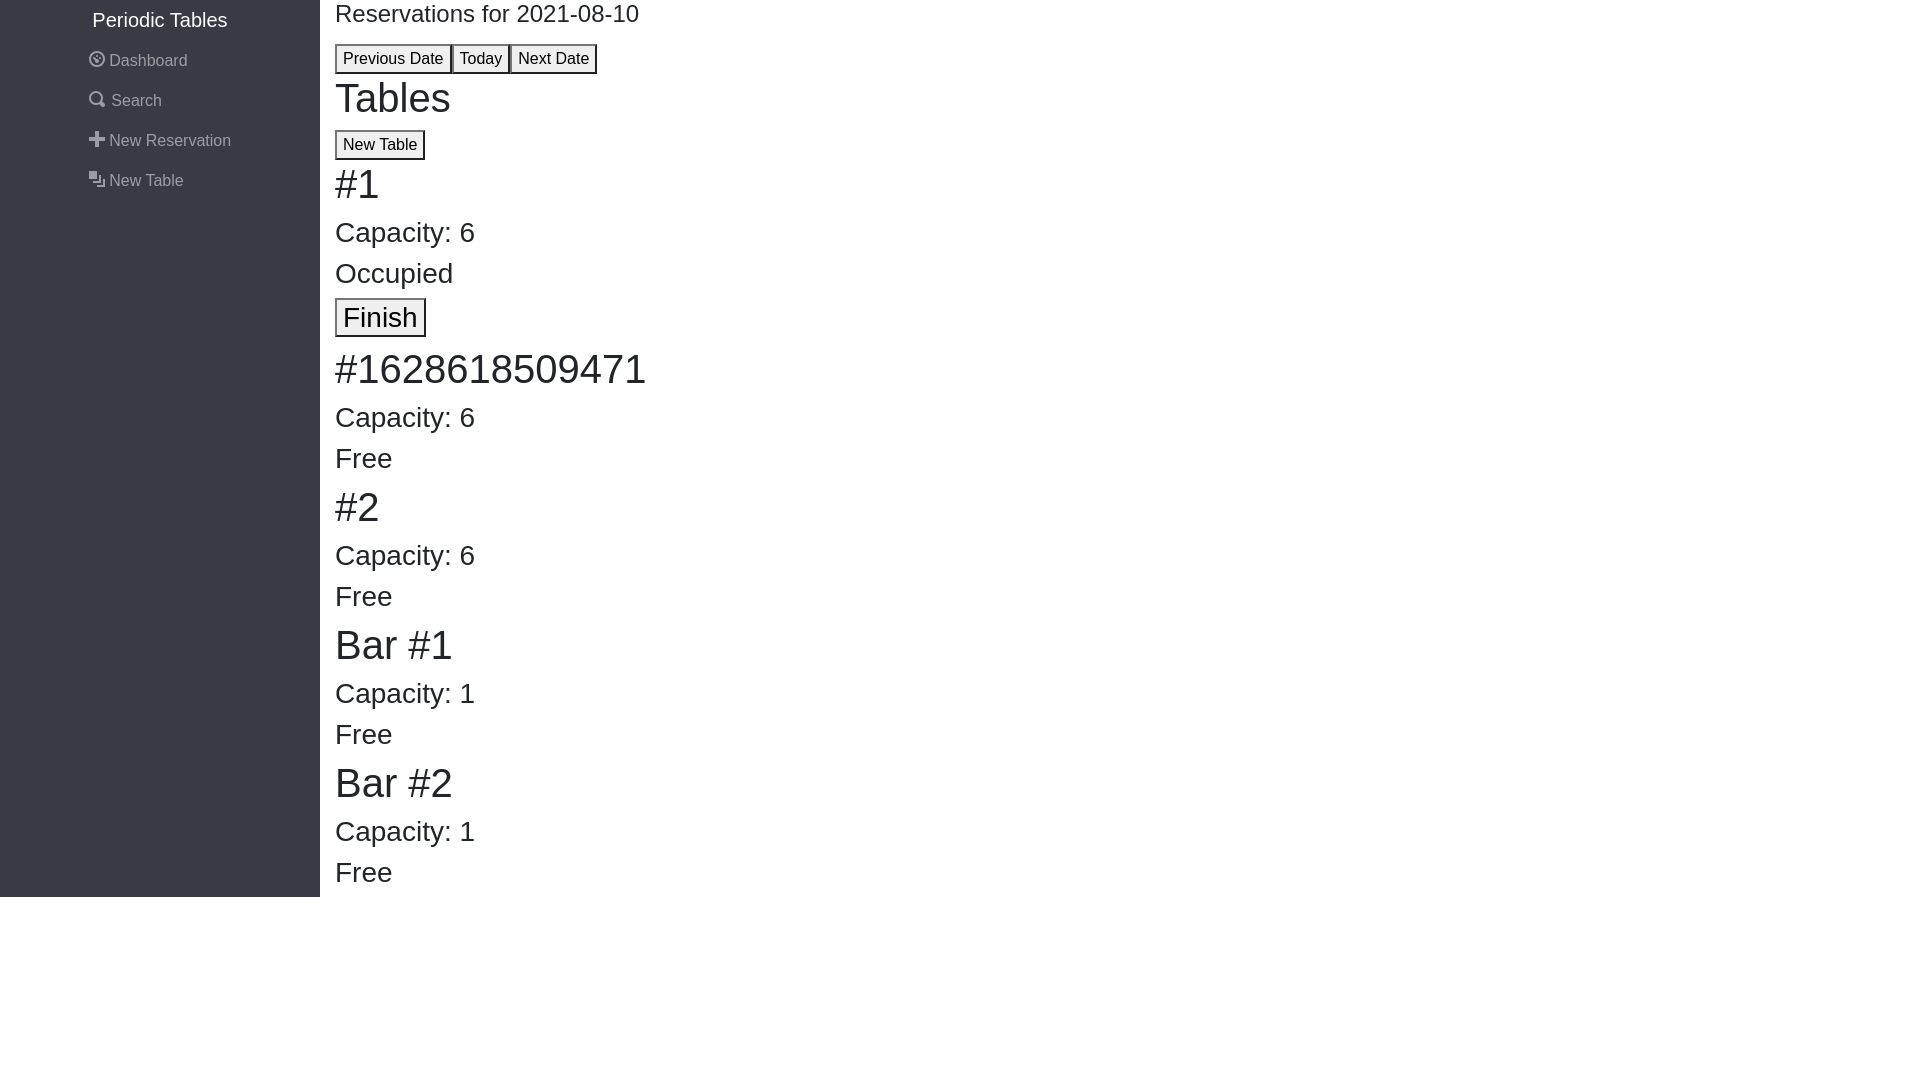 Periodic Tables
Dashboard
Search
New Reservation
New Table
Reservations for 2021-08-10
Previous Date Today Next Date
Tables
New Table
#1
Capacity: 6
Occupied
Finish
#1628618509471
Capacity: 6
Free
#2
Capacity: 6
Free
Bar #1
Capacity: 1
Free
Bar #2
Capacity: 1
Free